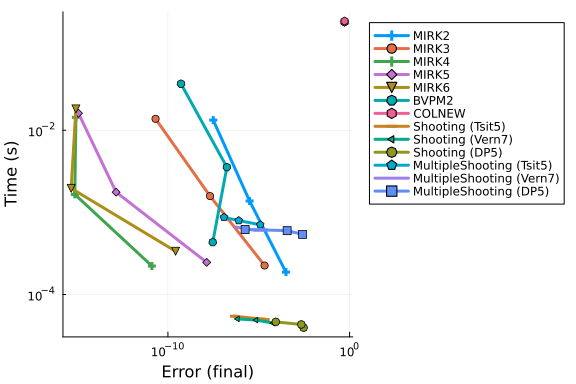 MIRK2
MIRK3
MIRK4
MIRK5
MIRK6
BVPM2
COLNEW
Shooting (Tsit5)
Shooting (Vern7)
Shooting (DP5)
MultipleShooting (Tsit5)
MultipleShooting (Vern7)
MultipleShooting (DP5)
Time (s)
10⁻²
10⁻⁴
10⁻¹⁰ 10⁰
Error (final)